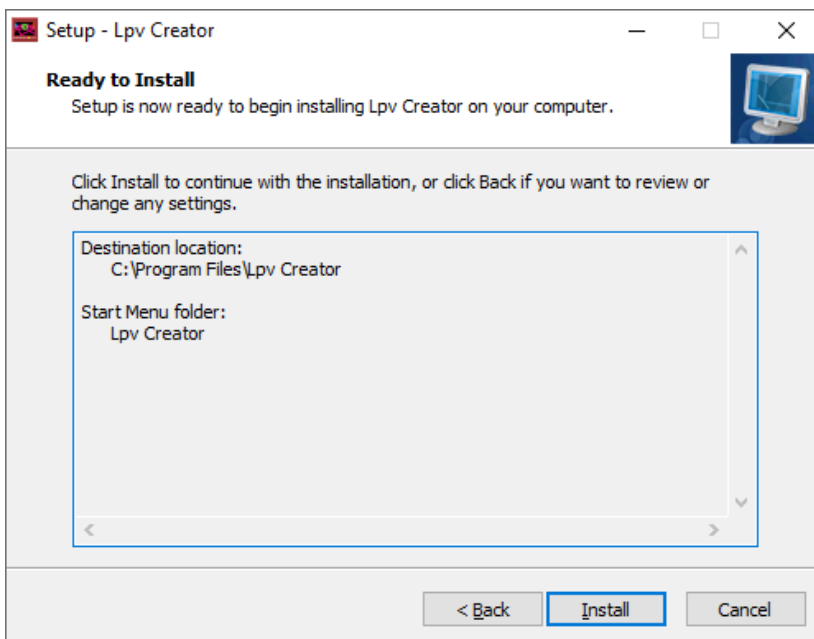 Setup - Lpv Creator
Ready to Install
Setup is now ready to begin installing Lpv Creator on your computer.
Click Install to continue with the installation, or click Back if you want to review or
change any settings.
Destination location:
C:\Program Files\Lpv Creator
Start Menu folder:
Lpv Creator
< Back
Install
Cancel